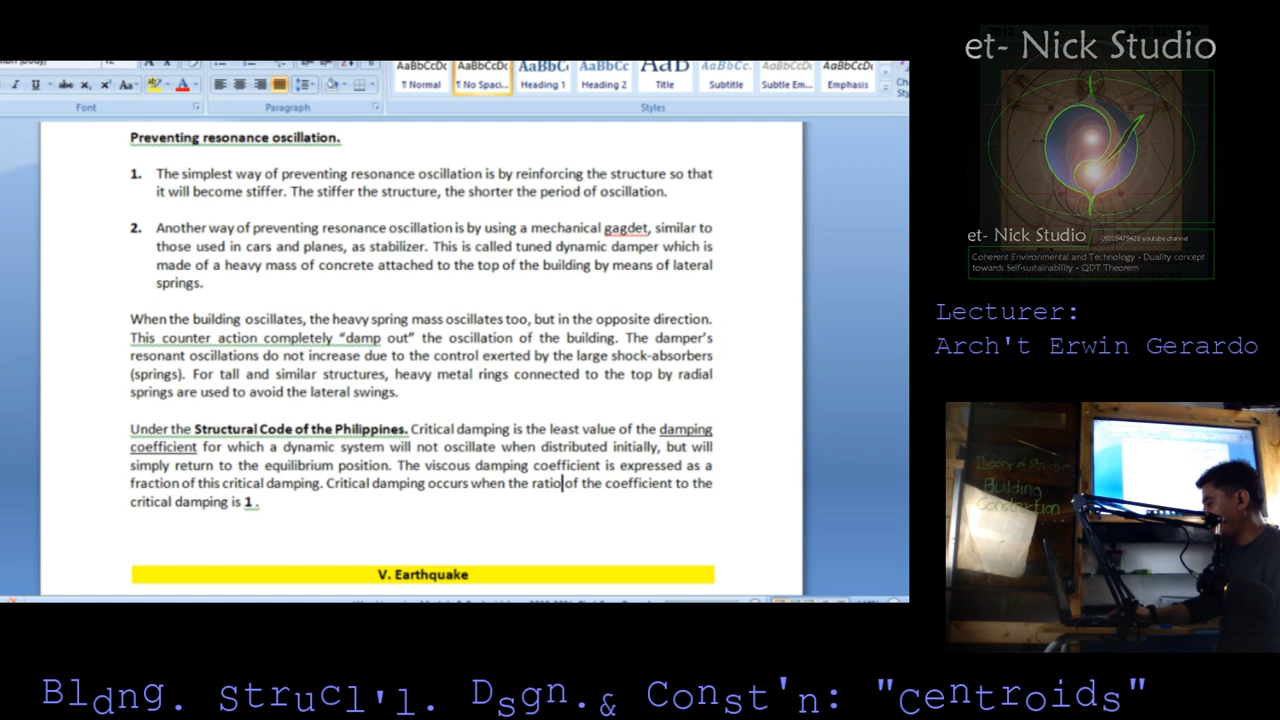 et- Nick Studio
AaBbCcDc AaBbCcDc AaBbC AaBbCc AaB AaBbCc. AaBbCcDc AaBbCcDc
¶ Normal ¶ No Spaci... Heading 1 Heading 2 Title Subtitle Subtle Em... Emphasis
Font Paragraph Styles
Preventing resonance oscillation.
1. The simplest way of preventing resonance oscillation is by reinforcing the structure so that
it will become stiffer. The stiffer the structure, the shorter the period of oscillation.
2. Another way of preventing resonance oscillation is by using a mechanical gagdet, similar to
those used in cars and planes, as stabilizer. This is called tuned dynamic damper which is
made of a heavy mass of concrete attached to the top of the building by means of lateral
springs.
When the building oscillates, the heavy spring mass oscillates too, but in the opposite direction.
This counter action completely “damp out” the oscillation of the building. The damper's
resonant oscillations do not increase due to the control exerted by the large shock-absorbers
(springs). For tall and similar structures, heavy metal rings connected to the top by radial
springs are used to avoid the lateral swings.
Under the Structural Code of the Philippines. Critical damping is the least value of the damping
coefficient for which a dynamic system will not oscillate when distributed initially, but will
simply return to the equilibrium position. The viscous damping coefficient is expressed as a
fraction of this critical damping. Critical damping occurs when the ratio of the coefficient to the
critical damping is 1 .
V. Earthquake
et- Nick Studio
youtube channel
Coherent Environmental and Technology - Duality concept
towards Self-sustainability - QDT Theorem
Lecturer:
Arch't Erwin Gerardo
Theory of
Building
Construction
Bldng. Strucl'l. Dsgn.& Const'n: "Centroids"